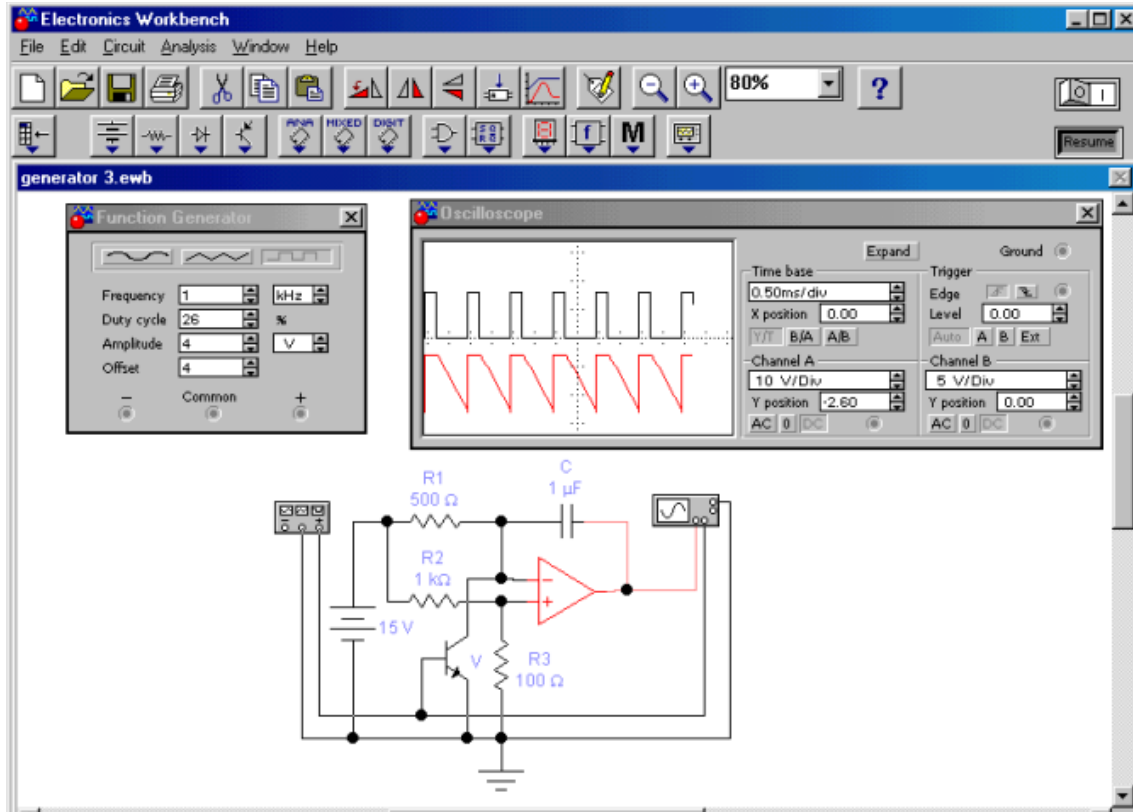 Electronics Workbench
File Edit Circuit Analysis Window Help
80%
?
ANA MIXED DIGIT
f M
Resume
generator 3.ewb
Function Generator
Frequency 1 kHz
Duty cycle 26 %
Amplitude 4 V
Offset 4
− Common +
Oscilloscope
Expand Ground
Time base
0.50ms/div
X position 0.00
Y/T B/A A/B
Trigger
Edge
Level 0.00
Auto A B Ext
Channel A
10 V/Div
Y position -2.60
AC 0 DC
Channel B
5 V/Div
Y position 0.00
AC 0 DC
R1
500 Ω
C
1 µF
R2
1 kΩ
15 V
V
R3
100 Ω